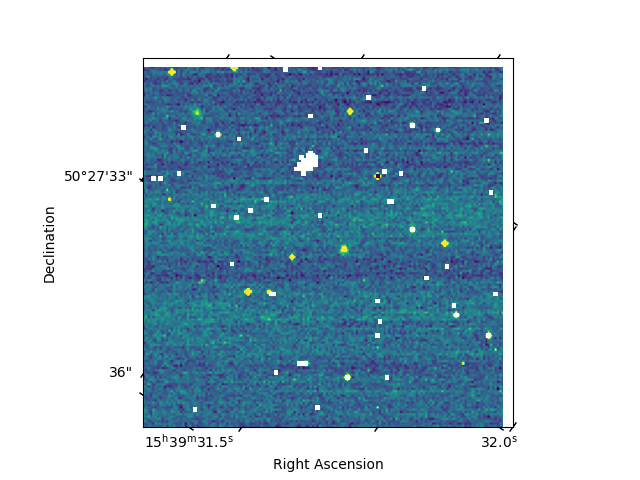 Declination
50°27'33"
36"
15ʰ39ᵐ31.5ˢ
32.0ˢ
Right Ascension